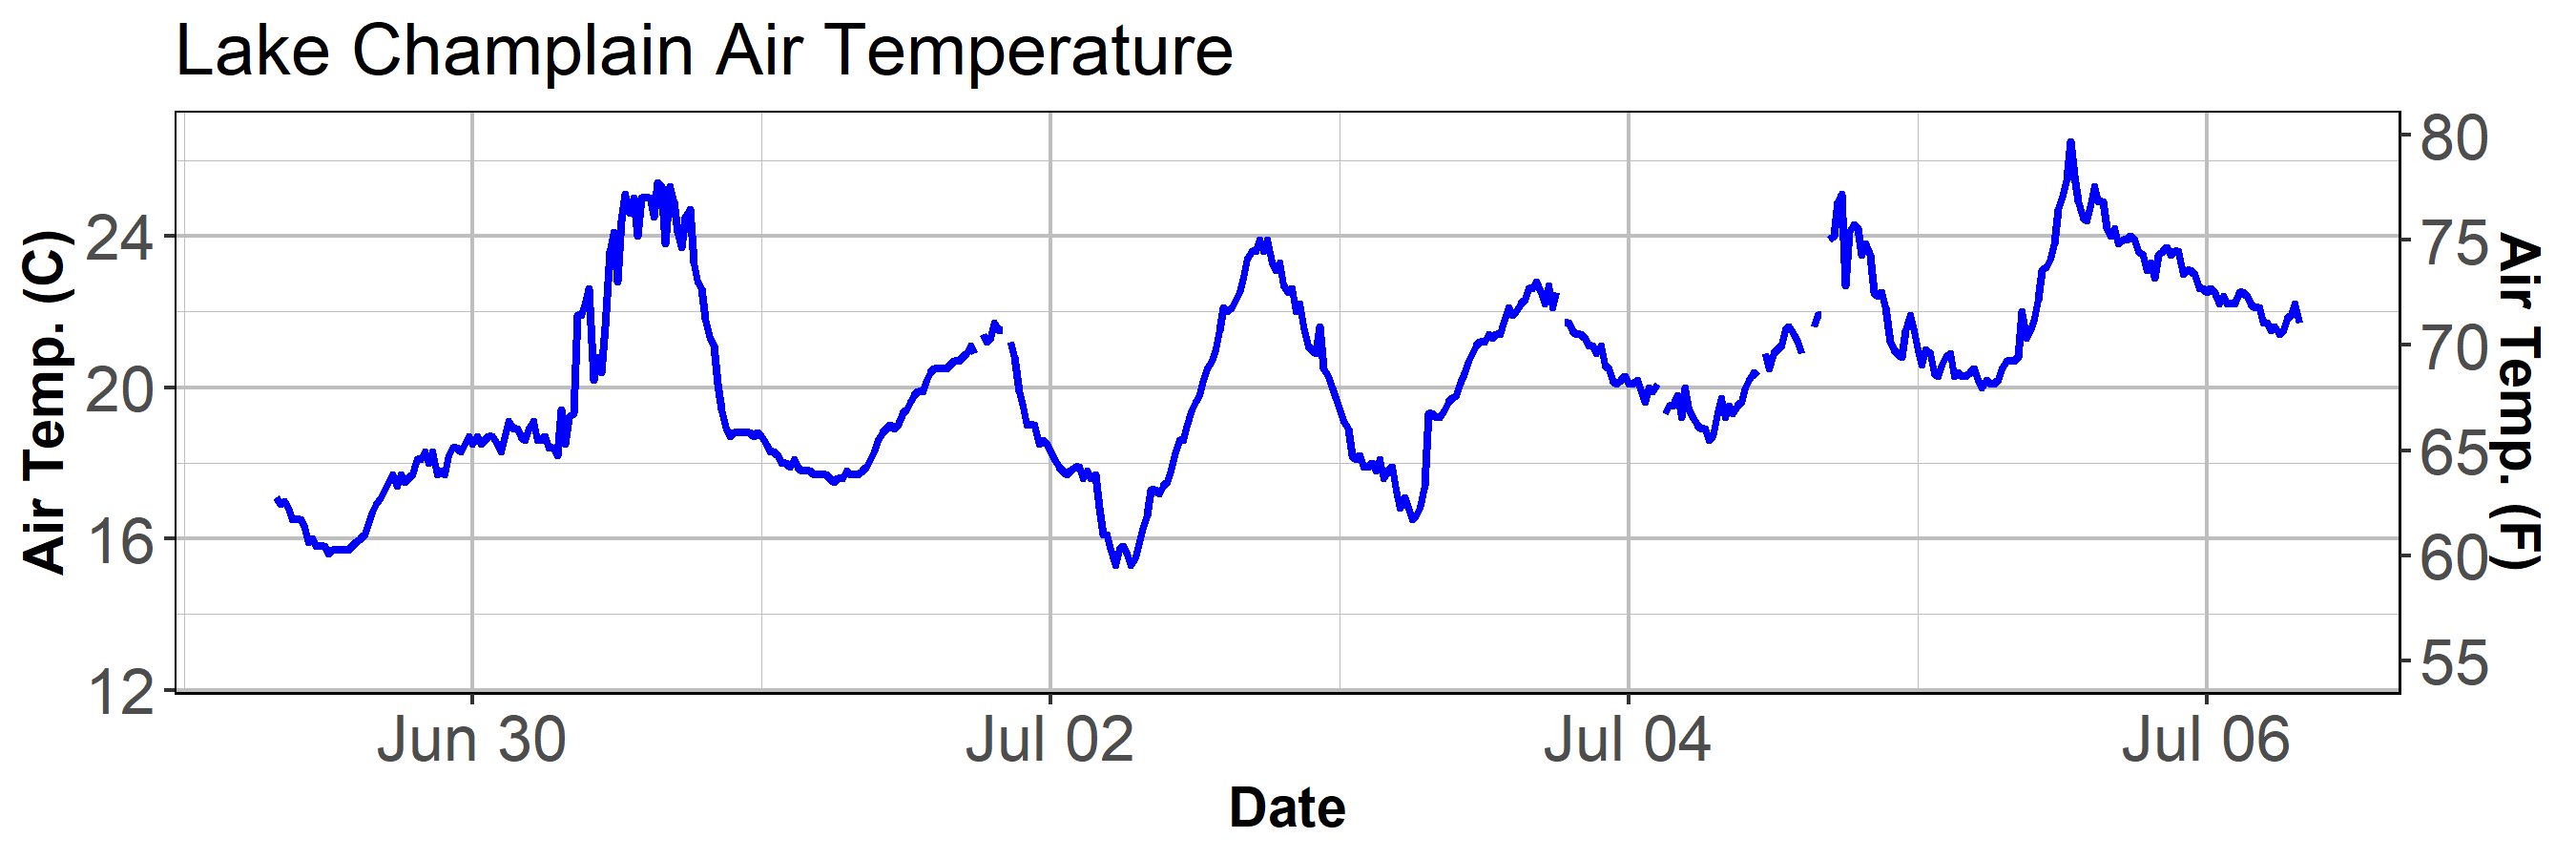 Lake Champlain Air Temperature
Air Temp. (C)
24
20
16
12
80
75
70
65
60
55
Air Temp. (F)
Jun 30 Jul 02 Jul 04 Jul 06
Date